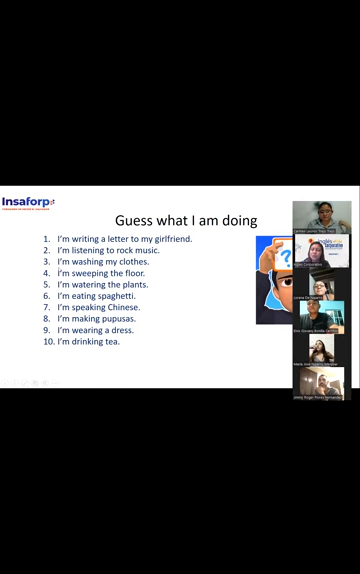 Insaforp
Guess what I am doing
1. I'm writing a letter to my girlfriend.
2. I'm listening to rock music.
3. I'm washing my clothes.
4. I'm sweeping the floor.
5. I'm watering the plants.
6. I'm eating spaghetti.
7. I'm speaking Chinese.
8. I'm making pupusas.
9. I'm wearing a dress.
10. I'm drinking tea.
?